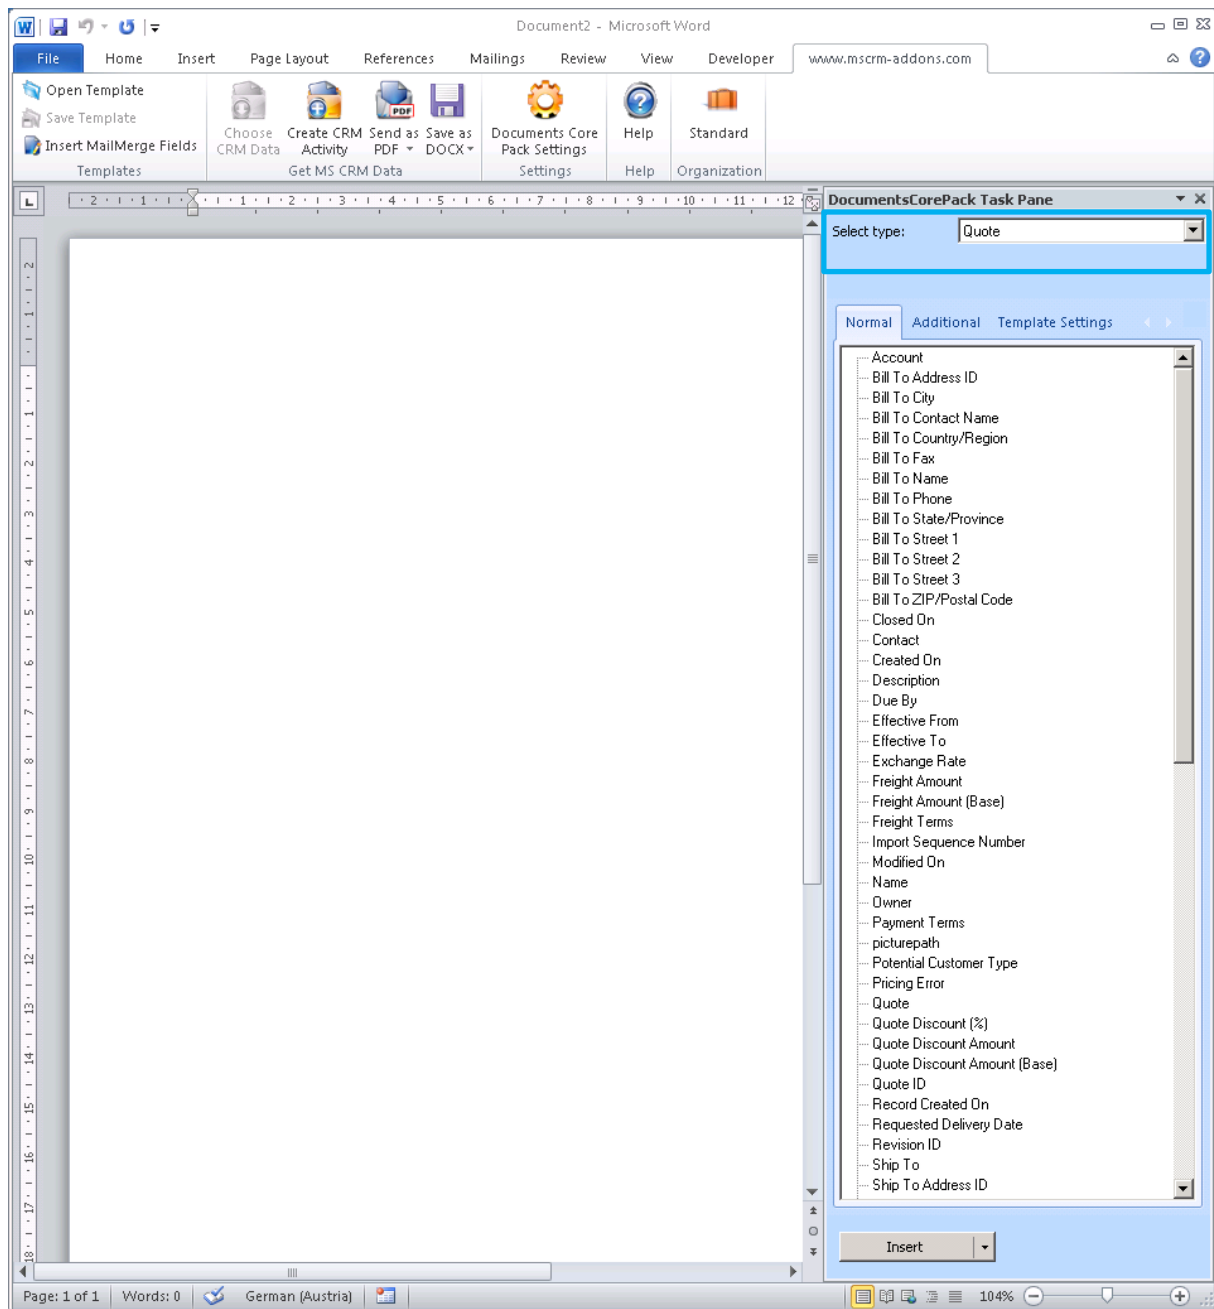 Document2 - Microsoft Word
File Home Insert Page Layout References Mailings Review View Developer www.mscrm-addons.com
Open Template
Save Template
Insert MailMerge Fields
Templates
Choose CRM Data
Create CRM Activity
Send as PDF
Save as DOCX
Get MS CRM Data
Documents Core Pack Settings
Settings
Help
Help
Standard
Organization
DocumentsCorePack Task Pane
Select type: Quote
Normal Additional Template Settings
Account
Bill To Address ID
Bill To City
Bill To Contact Name
Bill To Country/Region
Bill To Fax
Bill To Name
Bill To Phone
Bill To State/Province
Bill To Street 1
Bill To Street 2
Bill To Street 3
Bill To ZIP/Postal Code
Closed On
Contact
Created On
Description
Due By
Effective From
Effective To
Exchange Rate
Freight Amount
Freight Amount (Base)
Freight Terms
Import Sequence Number
Modified On
Name
Owner
Payment Terms
picturepath
Potential Customer Type
Pricing Error
Quote
Quote Discount (%)
Quote Discount Amount
Quote Discount Amount (Base)
Quote ID
Record Created On
Requested Delivery Date
Revision ID
Ship To
Ship To Address ID
Insert
Page: 1 of 1 Words: 0 German (Austria) 104%